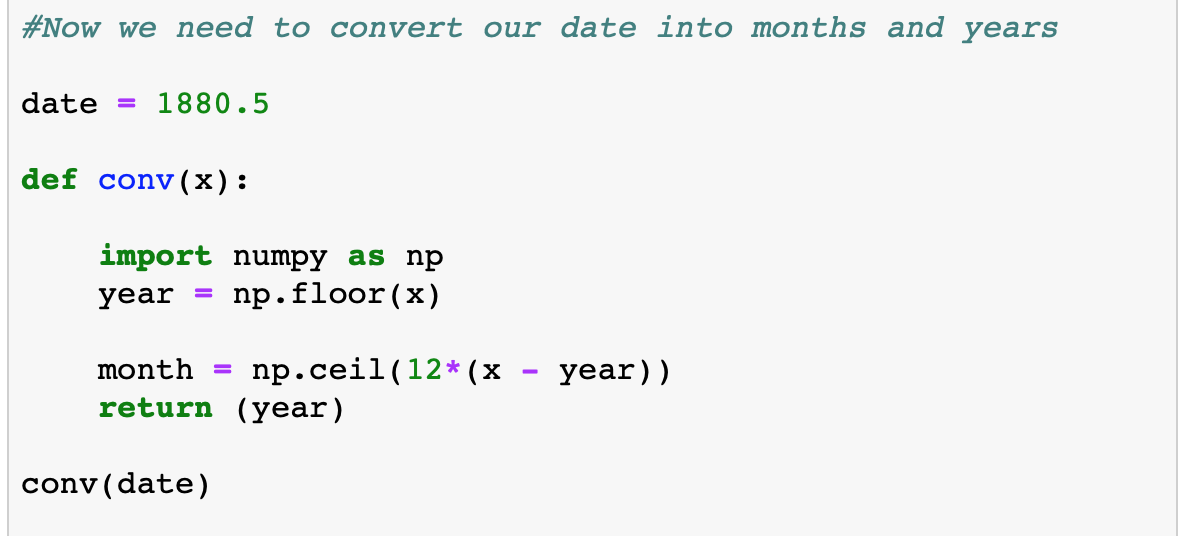 #Now we need to convert our date into months and years
date = 1880.5
def conv(x):
    import numpy as np
    year = np.floor(x)
    month = np.ceil(12*(x - year))
    return (year)
conv(date)